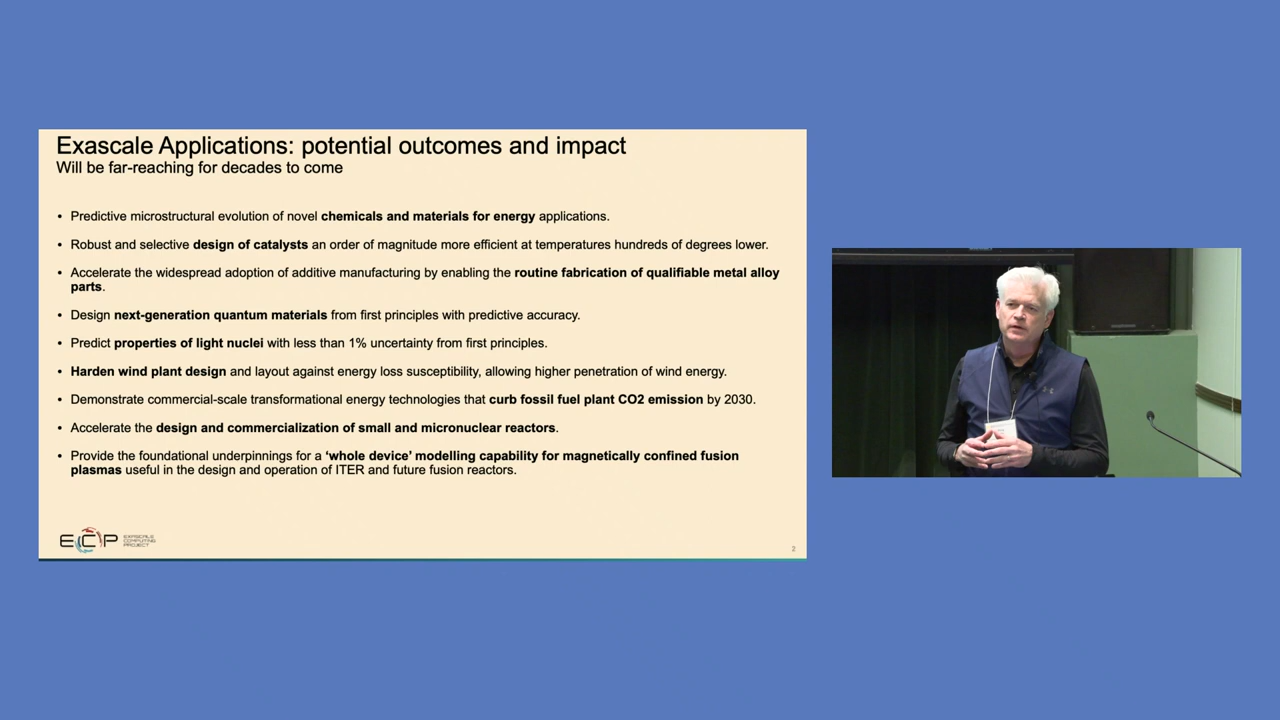 Exascale Applications: potential outcomes and impact
Will be far-reaching for decades to come
• Predictive microstructural evolution of novel chemicals and materials for energy applications.
• Robust and selective design of catalysts an order of magnitude more efficient at temperatures hundreds of degrees lower.
• Accelerate the widespread adoption of additive manufacturing by enabling the routine fabrication of qualifiable metal alloy
parts.
• Design next-generation quantum materials from first principles with predictive accuracy.
• Predict properties of light nuclei with less than 1% uncertainty from first principles.
• Harden wind plant design and layout against energy loss susceptibility, allowing higher penetration of wind energy.
• Demonstrate commercial-scale transformational energy technologies that curb fossil fuel plant CO2 emission by 2030.
• Accelerate the design and commercialization of small and micronuclear reactors.
• Provide the foundational underpinnings for a ‘whole device’ modelling capability for magnetically confined fusion
plasmas useful in the design and operation of ITER and future fusion reactors.
ECP
EXASCALE
COMPUTING
PROJECT
2